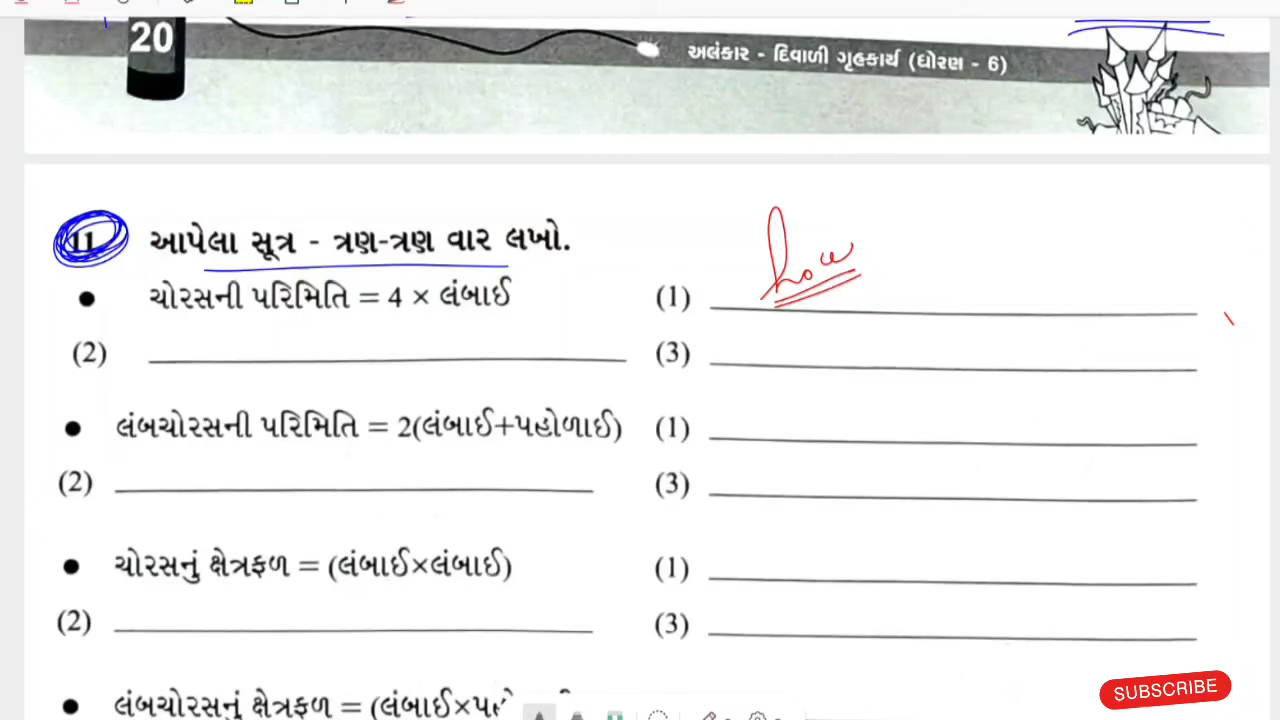 20
અલંકાર - દિવાળી ગૃહકાર્ય (ધોરણ - 6)
11 આપેલા સૂત્ર - ત્રણ-ત્રણ વાર લખો.
how
● ચોરસની પરિમિતિ = 4 × લંબાઈ (1)
(2) (3)
● લંબચોરસની પરિમિતિ = 2(લંબાઈ+પહોળાઈ) (1)
(2) (3)
● ચોરસનું ક્ષેત્રફળ = (લંબાઈ×લંબાઈ) (1)
(2) (3)
● લંબચોરસનું ક્ષેત્રફળ = (લંબાઈ×
SUBSCRIBE